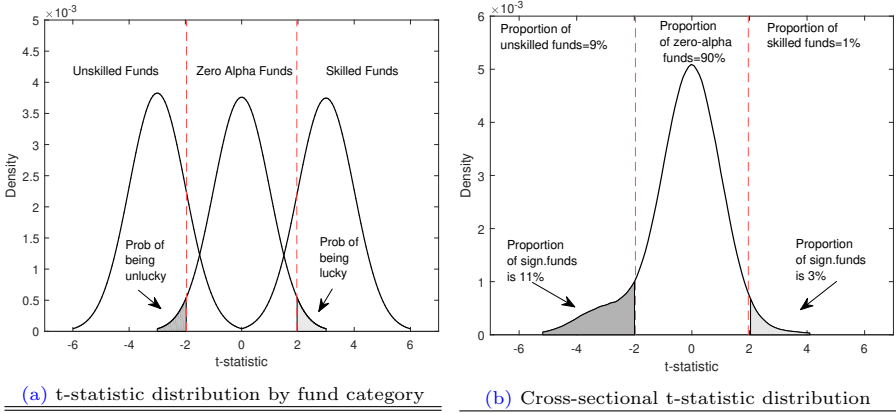 ×10⁻³
5
4.5
4
3.5
3
2.5
2
1.5
1
0.5
0
Density
Unskilled Funds
Zero Alpha Funds
Skilled Funds
Prob of
being
unlucky
Prob of
being
lucky
-6 -4 -2 0 2 4 6
t-statistic
(a) t-statistic distribution by fund category
×10⁻³
6
5
4
3
2
1
0
Density
Proportion of
unskilled funds=9%
Proportion
of zero-alpha
funds=90%
Proportion of
skilled funds=1%
Proportion
of sign.funds
is 11%
Proportion
of sign.funds
is 3%
-6 -4 -2 0 2 4 6
t-statistic
(b) Cross-sectional t-statistic distribution